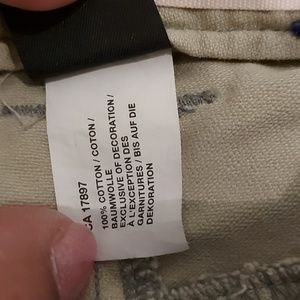 CA 17897
100% COTTON / COTON /
BAUMWOLLE
EXCLUSIVE OF DECORATION /
À L'EXCEPTION DES
GARNITURES / BIS AUF DIE
DEKORATION